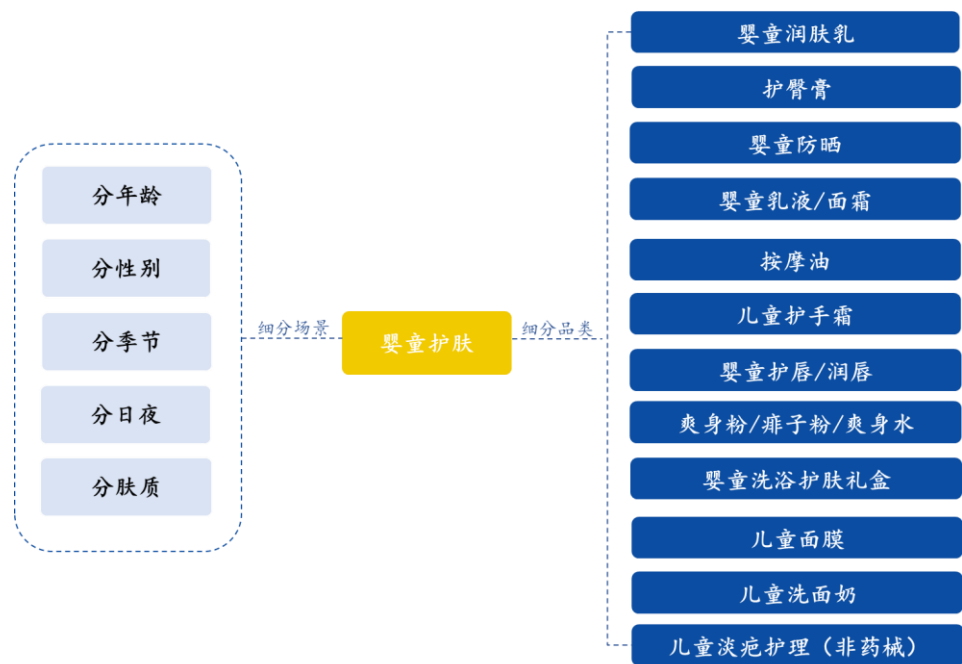 分年龄
分性别
分季节
分日夜
分肤质
细分场景
婴童护肤
细分品类
婴童润肤乳
护臀膏
婴童防晒
婴童乳液/面霜
按摩油
儿童护手霜
婴童护唇/润唇
爽身粉/痱子粉/爽身水
婴童洗浴护肤礼盒
儿童面膜
儿童洗面奶
儿童淡疤护理（非药械）